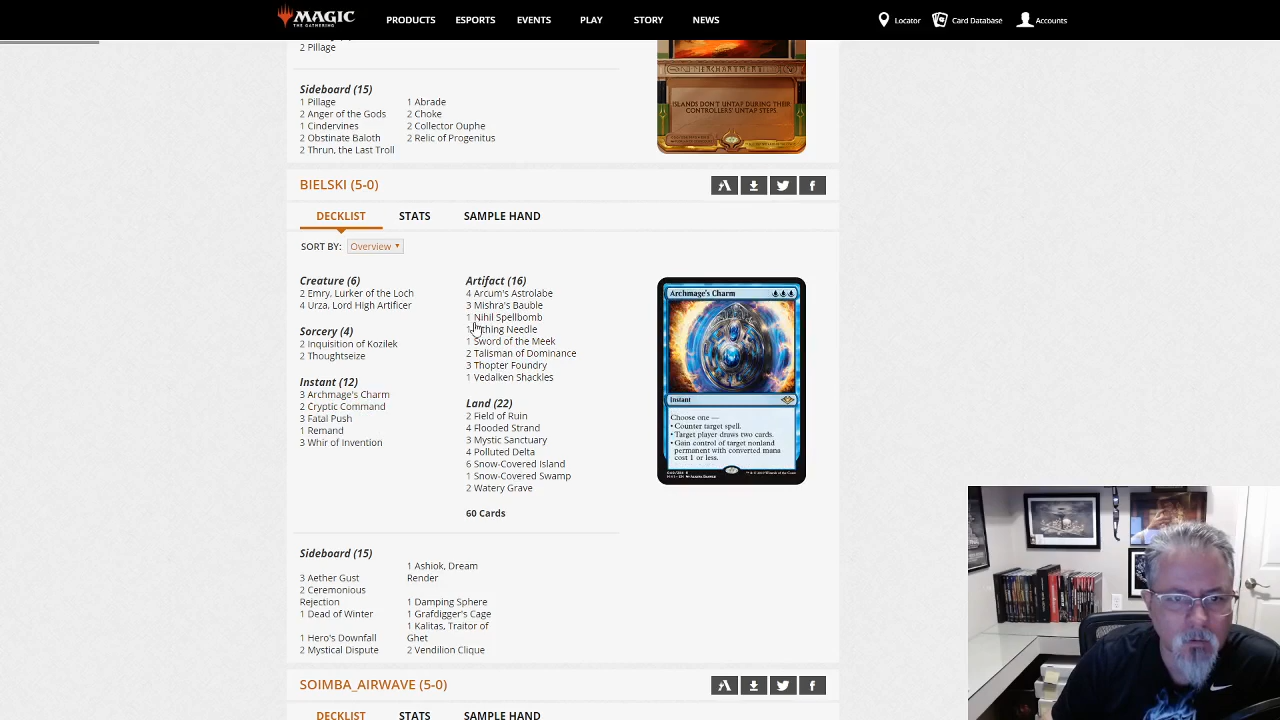 MAGIC
THE GATHERING
PRODUCTS
ESPORTS
EVENTS
PLAY
STORY
NEWS
Locator
Card Database
Accounts
2 Pillage
Sideboard (15)
1 Pillage
2 Anger of the Gods
1 Cindervines
2 Obstinate Baloth
2 Thrun, the Last Troll
1 Abrade
2 Choke
2 Collector Ouphe
2 Relic of Progenitus
ISLANDS DON'T UNTAP DURING THEIR
CONTROLLERS' UNTAP STEPS.
BIELSKI (5-0)
DECKLIST
STATS
SAMPLE HAND
SORT BY:
Overview
Creature (6)
2 Emry, Lurker of the Loch
4 Urza, Lord High Artificer
Sorcery (4)
2 Inquisition of Kozilek
2 Thoughtseize
Instant (12)
3 Archmage's Charm
2 Cryptic Command
3 Fatal Push
1 Remand
3 Whir of Invention
Artifact (16)
4 Arcum's Astrolabe
3 Mishra's Bauble
1 Nihil Spellbomb
Needle
1 Sword of the Meek
2 Talisman of Dominance
3 Thopter Foundry
1 Vedalken Shackles
Land (22)
2 Field of Ruin
4 Flooded Strand
3 Mystic Sanctuary
4 Polluted Delta
6 Snow-Covered Island
1 Snow-Covered Swamp
2 Watery Grave
60 Cards
Archmage's Charm
Instant
Choose one —
• Counter target spell.
• Target player draws two cards.
• Gain control of target nonland
permanent with converted mana
cost 1 or less.
Sideboard (15)
3 Aether Gust
2 Ceremonious
Rejection
1 Dead of Winter
1 Hero's Downfall
2 Mystical Dispute
1 Ashiok, Dream
Render
1 Damping Sphere
1 Grafdigger's Cage
1 Kalitas, Traitor of
Ghet
2 Vendilion Clique
SOIMBA_AIRWAVE (5-0)
DECKLIST
STATS
SAMPLE HAND